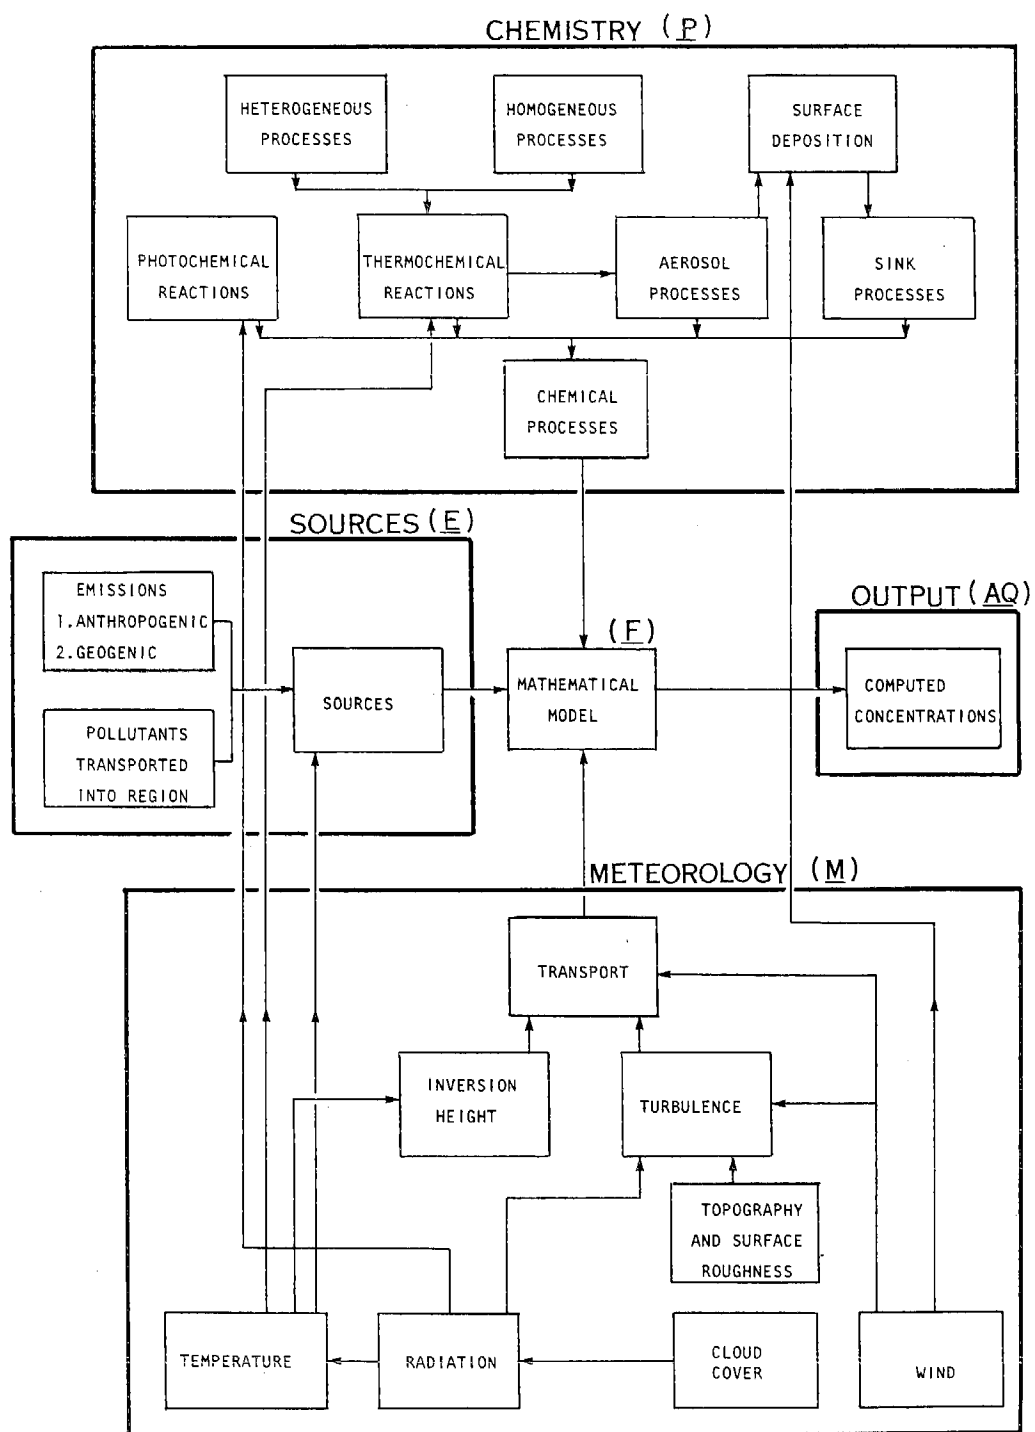 CHEMISTRY (P)
HETEROGENEOUS
PROCESSES
HOMOGENEOUS
PROCESSES
SURFACE
DEPOSITION
PHOTOCHEMICAL
REACTIONS
THERMOCHEMICAL
REACTIONS
AEROSOL
PROCESSES
SINK
PROCESSES
CHEMICAL
PROCESSES
SOURCES (E)
EMISSIONS
1.ANTHROPOGENIC
2.GEOGENIC
POLLUTANTS
TRANSPORTED
INTO REGION
SOURCES
(F)
MATHEMATICAL
MODEL
OUTPUT (AQ)
COMPUTED
CONCENTRATIONS
METEOROLOGY (M)
TRANSPORT
INVERSION
HEIGHT
TURBULENCE
TOPOGRAPHY
AND SURFACE
ROUGHNESS
TEMPERATURE
RADIATION
CLOUD
COVER
WIND